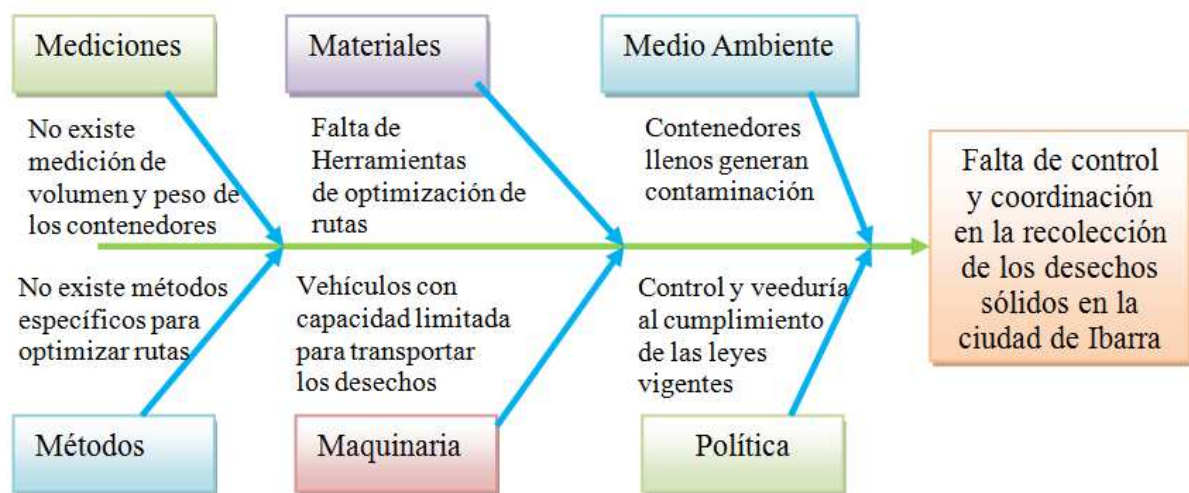 Mediciones
Materiales
Medio Ambiente
No existe
medición de
volumen y peso de
los contenedores
Falta de
Herramientas
de optimización de
rutas
Contenedores
llenos generan
contaminación
Falta de control
y coordinación
en la recolección
de los desechos
sólidos en la
ciudad de Ibarra
No existe métodos
específicos para
optimizar rutas
Vehículos con
capacidad limitada
para transportar
los desechos
Control y veeduría
al cumplimiento
de las leyes
vigentes
Métodos
Maquinaria
Política